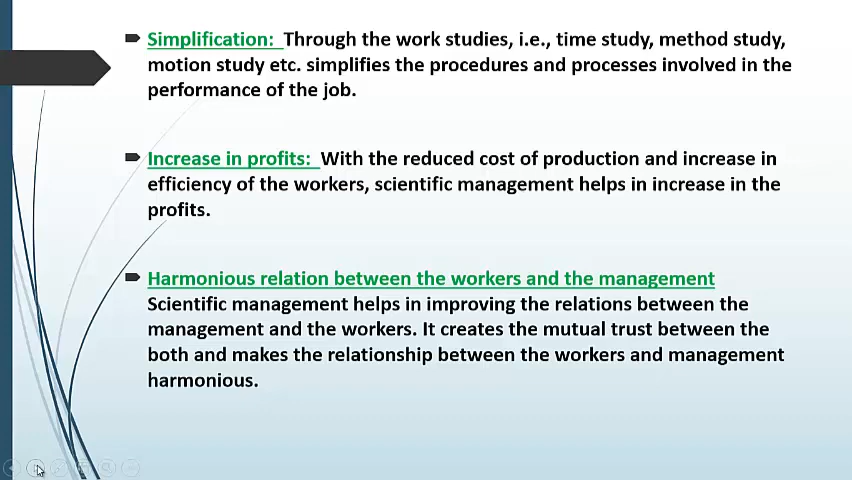 Simplification: Through the work studies, i.e., time study, method study,
motion study etc. simplifies the procedures and processes involved in the
performance of the job.
Increase in profits: With the reduced cost of production and increase in
efficiency of the workers, scientific management helps in increase in the
profits.
Harmonious relation between the workers and the management
Scientific management helps in improving the relations between the
management and the workers. It creates the mutual trust between the
both and makes the relationship between the workers and management
harmonious.